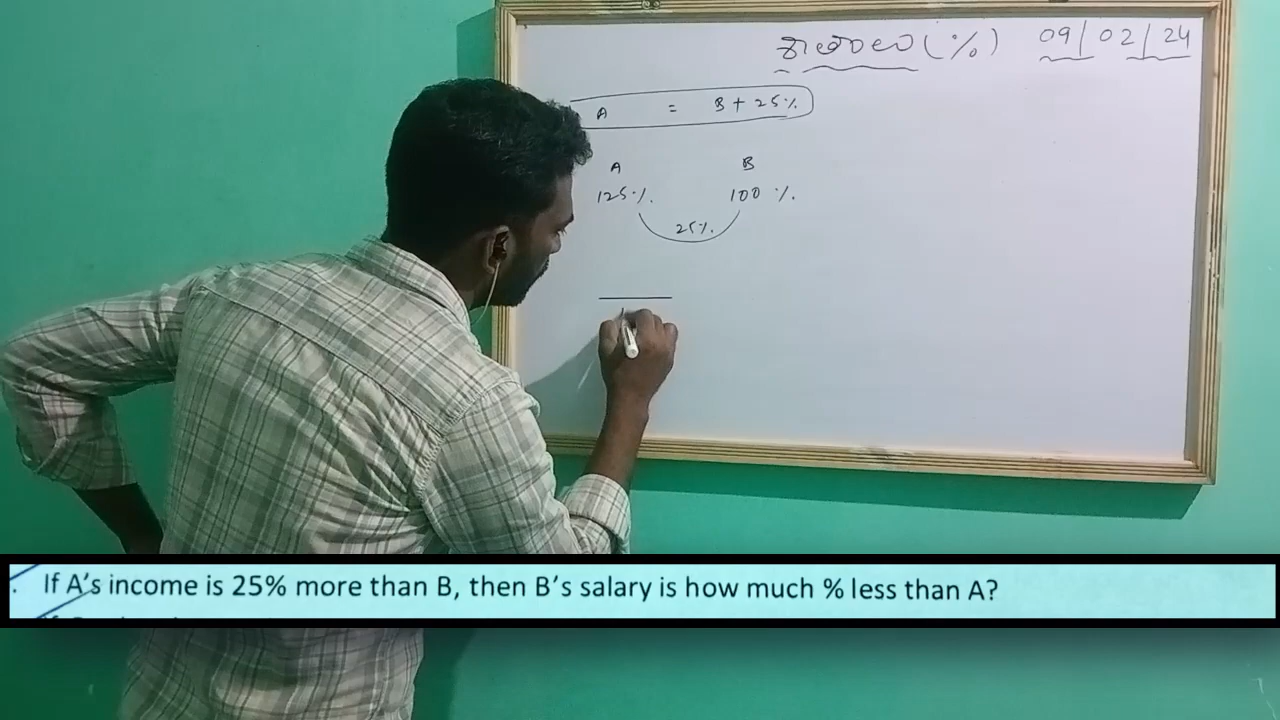 (%) 09/02/24
A = B + 25%
A B
125% 100 %
25%
If A's income is 25% more than B, then B's salary is how much % less than A?